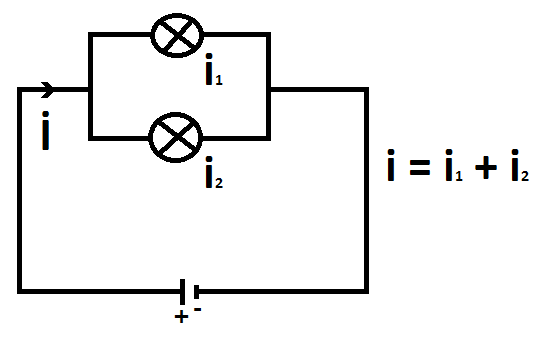 i₁
i
i₂
i = i₁ + i₂
+ -